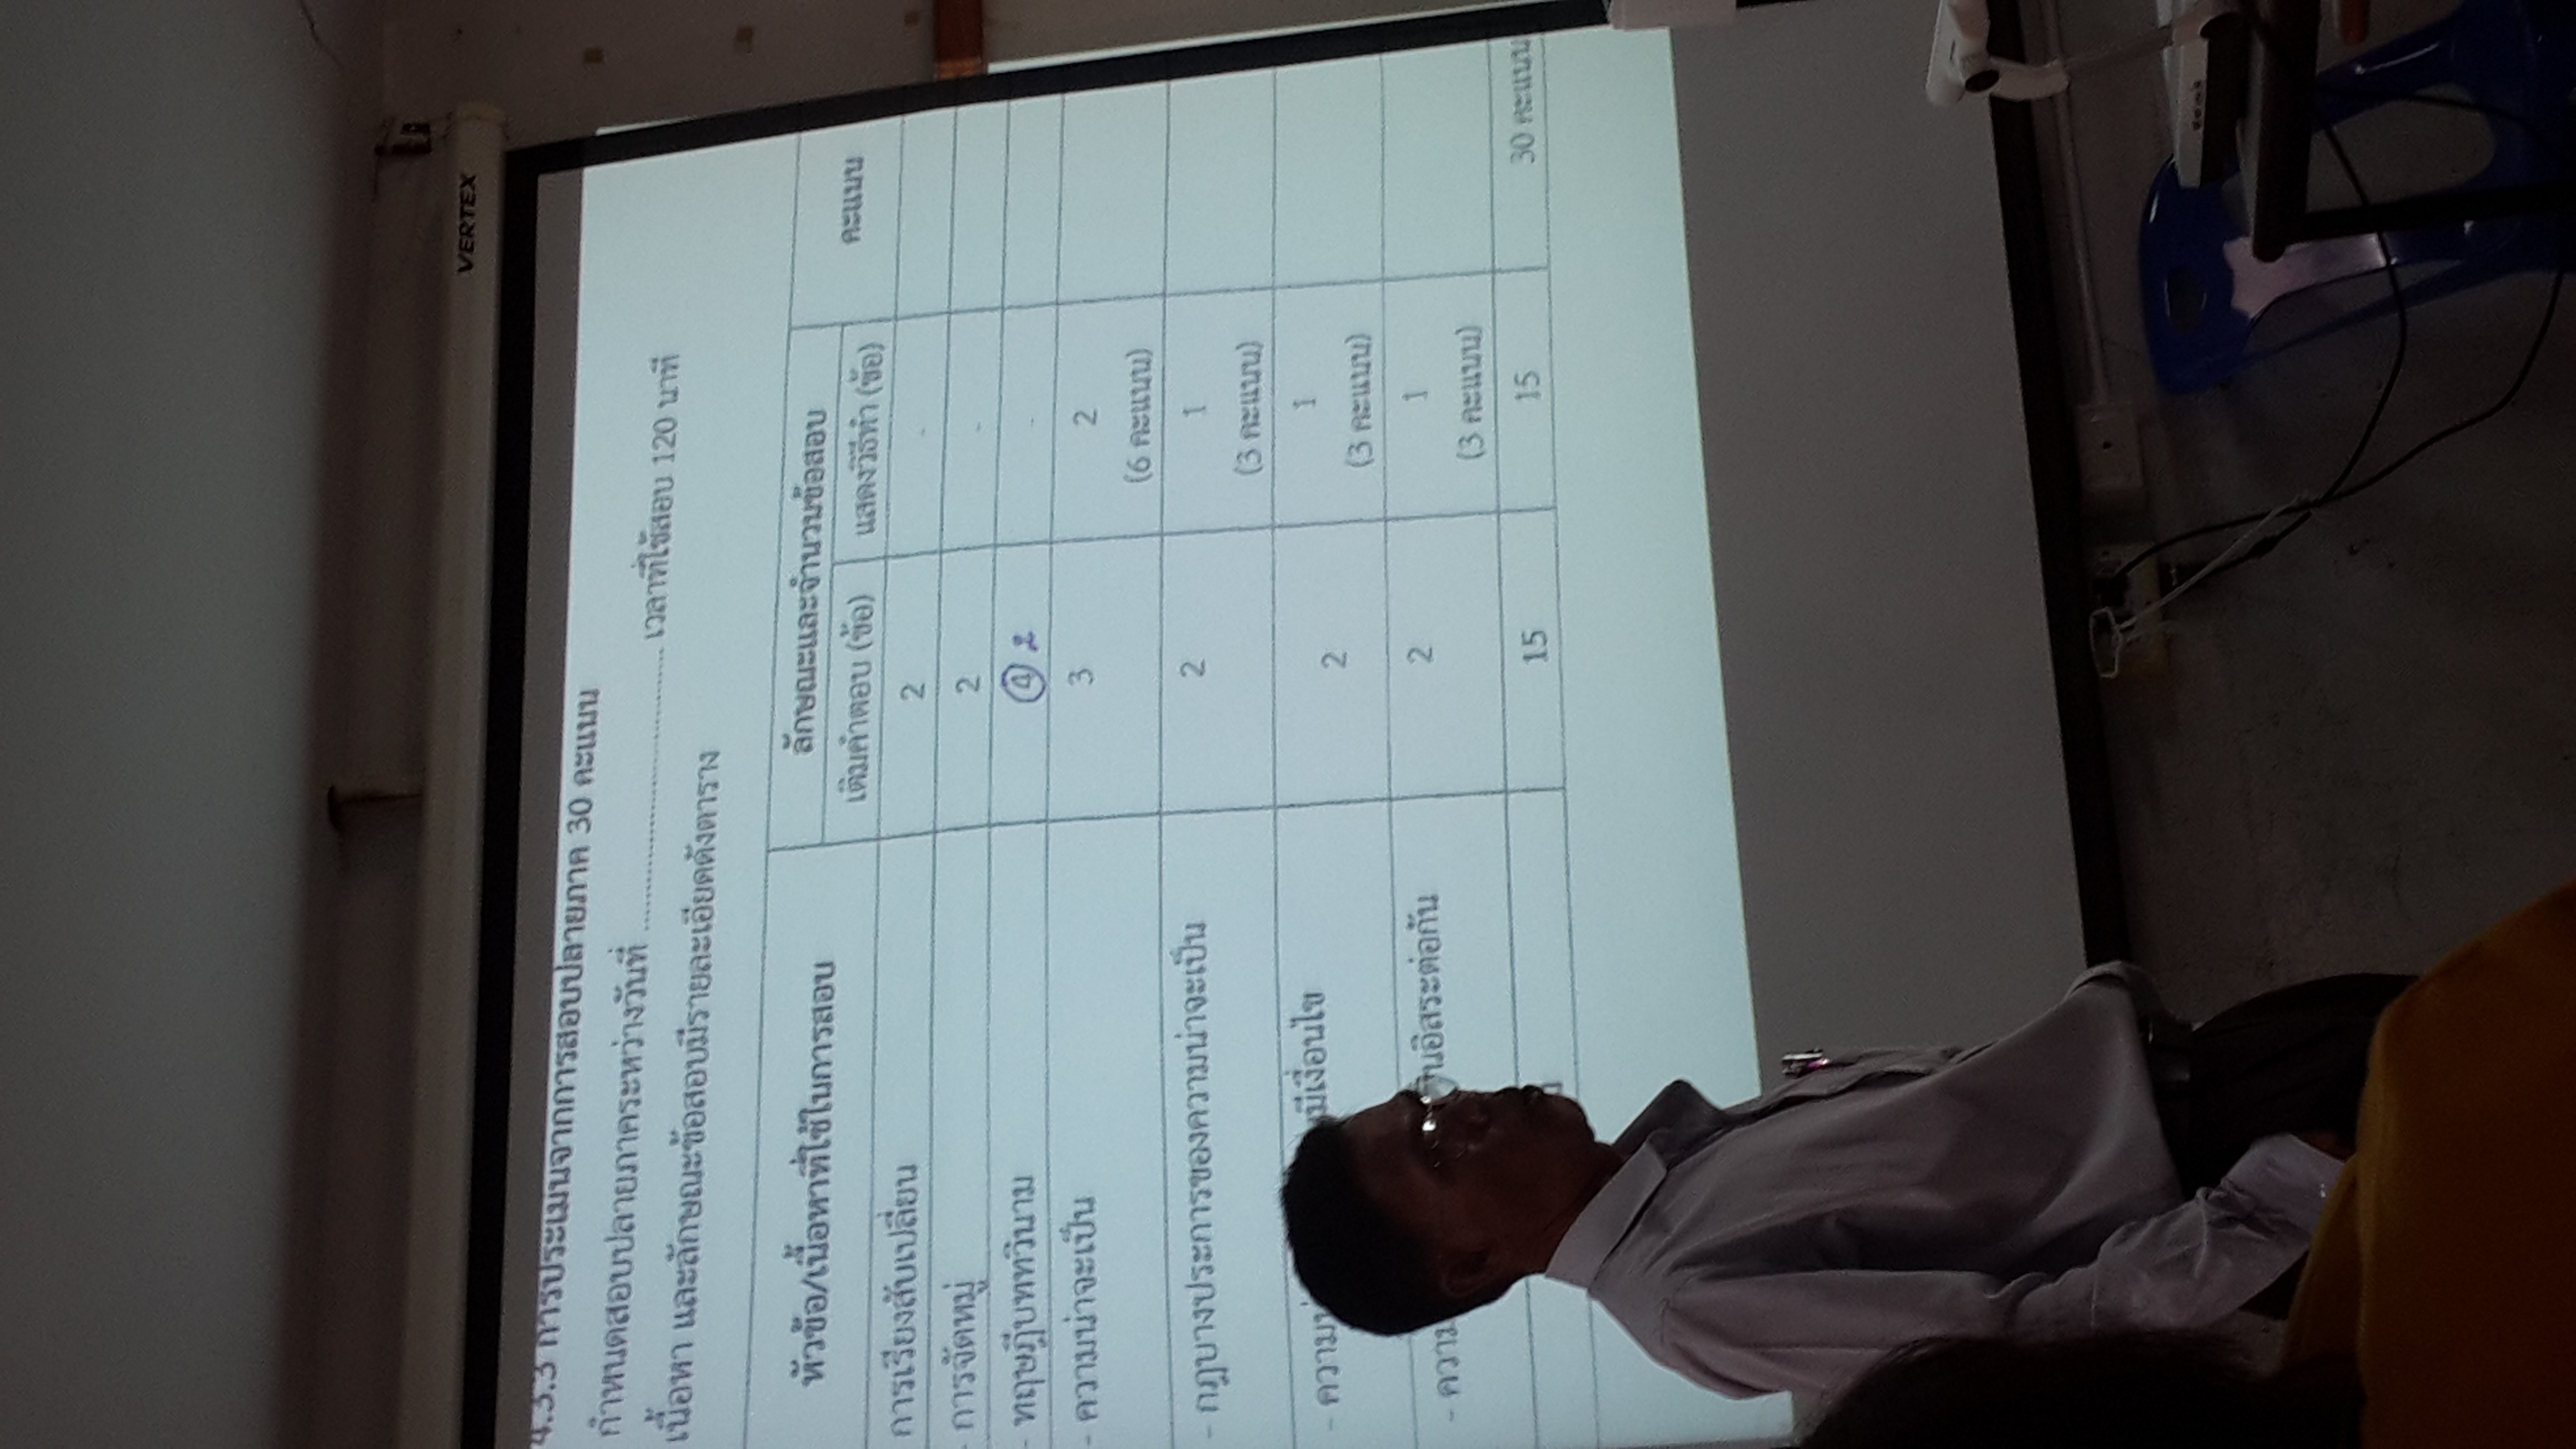 VERTEX
4.3.3 การประเมินจากการสอบปลายภาค 30 คะแนน
กำหนดสอบปลายภาคระหว่างวันที่ .......................................... เวลาที่ใช้สอบ 120 นาที
เนื้อหา และลักษณะข้อสอบมีรายละเอียดดังตาราง
หัวข้อ/เนื้อหาที่ใช้ในการสอบ ลักษณะและจำนวนข้อสอบ คะแนน
เติมคำตอบ (ข้อ) แสดงวิธีทำ (ข้อ)
การเรียงสับเปลี่ยน 2 -
- การจัดหมู่ 2 -
- ทฤษฎีบททวินาม 4 2 -
- ความน่าจะเป็น 3 2
(6 คะแนน)
- กฎบางประการของความน่าจะเป็น 2 1
(3 คะแนน)
- ความน่ มีเงื่อนไข 2 1
(3 คะแนน)
- ความ อิสระต่อกัน 2 1
(3 คะแนน)
15 15 30 คะแนน